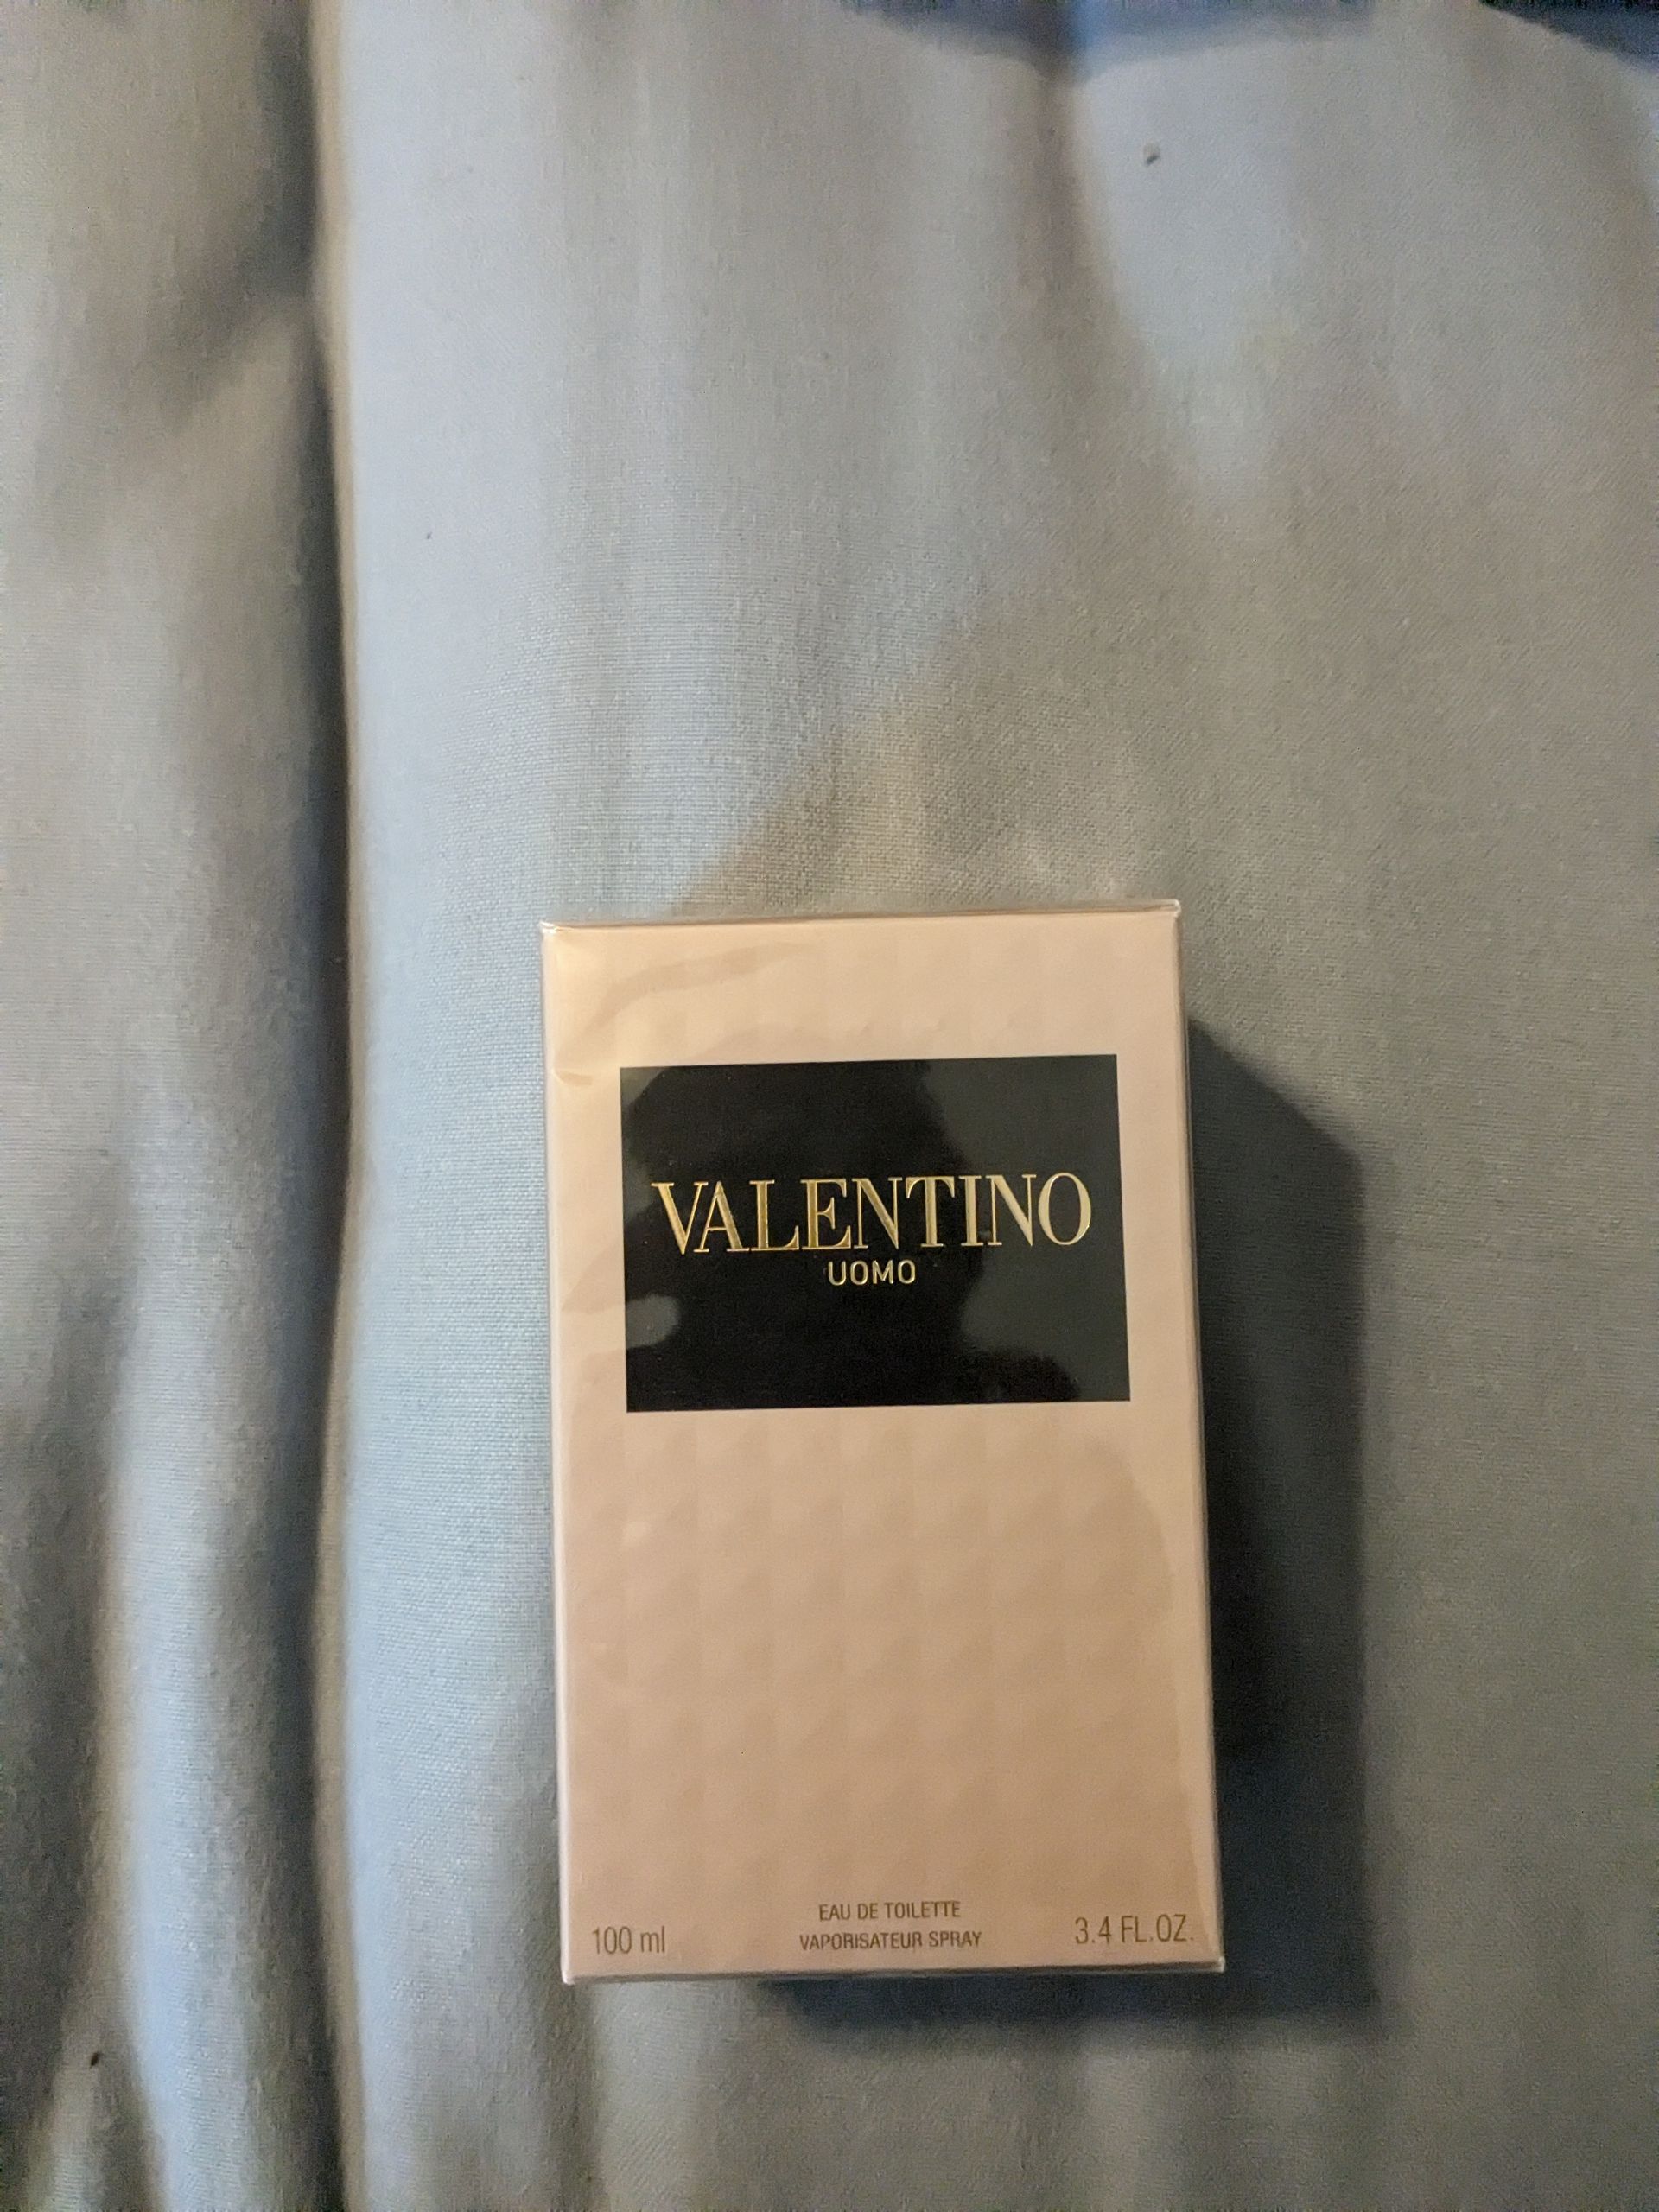 VALENTINO
UOMO
EAU DE TOILETTE
100 ml VAPORISATEUR SPRAY 3.4 FL.OZ.